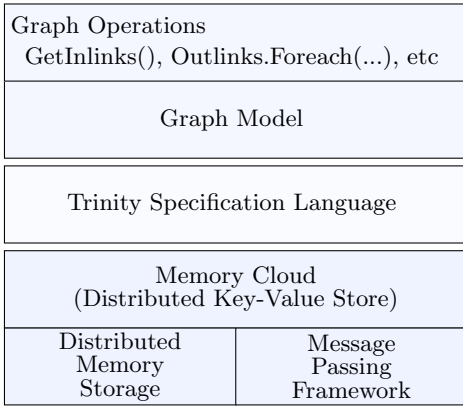 Graph Operations
GetInlinks(), Outlinks.Foreach(...), etc
Graph Model
Trinity Specification Language
Memory Cloud
(Distributed Key-Value Store)
Distributed
Memory
Storage
Message
Passing
Framework